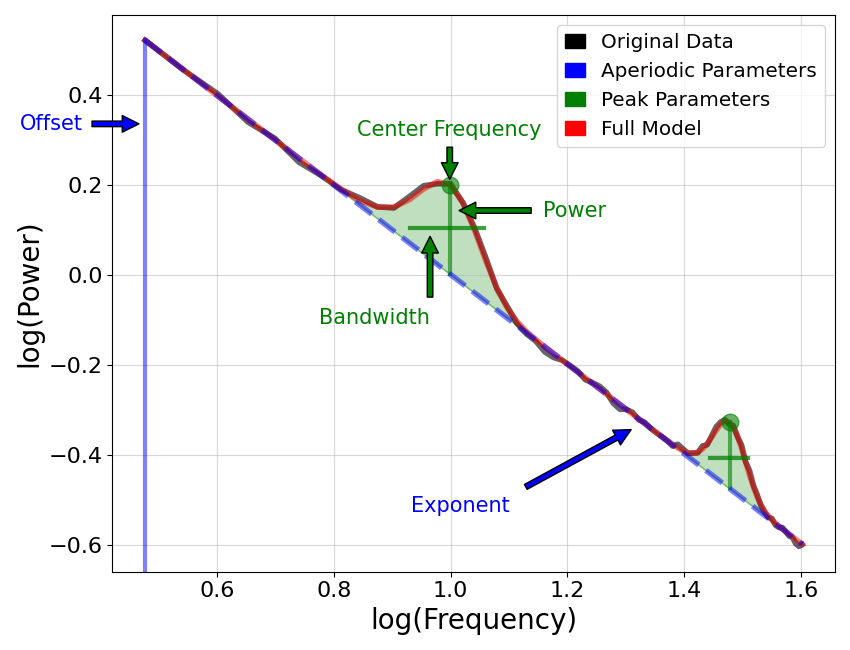 Original Data
Aperiodic Parameters
Peak Parameters
Full Model
Offset
Center Frequency
Power
Bandwidth
Exponent
0.4
0.2
0.0
−0.2
−0.4
−0.6
log(Power)
0.6
0.8
1.0
1.2
1.4
1.6
log(Frequency)